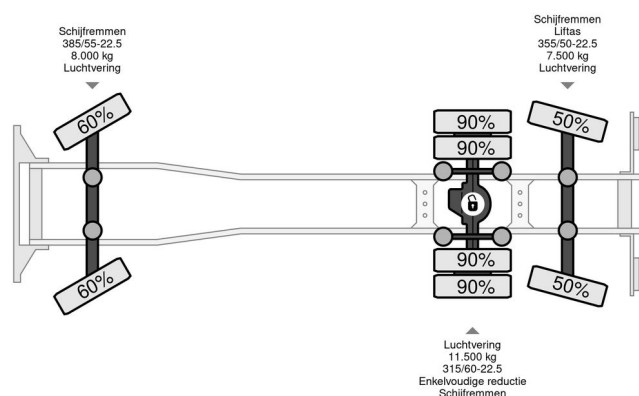 Schijfremmen
385/55-22.5
8.000 kg
Luchtvering
Schijfremmen
Liftas
355/50-22.5
7.500 kg
Luchtvering
60%
90%
90%
50%
60%
90%
90%
50%
Luchtvering
11.500 kg
315/60-22.5
Enkelvoudige reductie
Schijfremmen